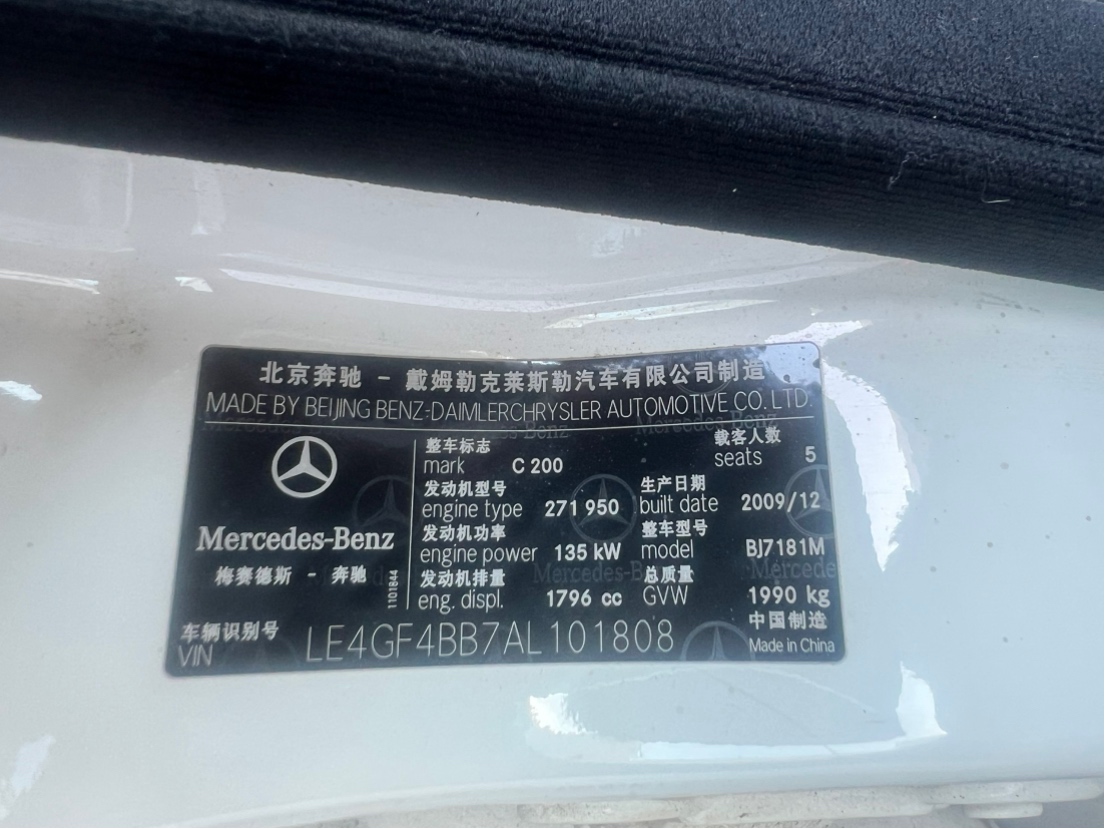 北京奔驰 - 戴姆勒克莱斯勒汽车有限公司制造
MADE BY BEIJING BENZ-DAIMLERCHRYSLER AUTOMOTIVE CO. LTD.
整车标志 载客人数
mark C 200 seats 5
发动机型号 生产日期
engine type 271 950 built date 2009/12
发动机功率 整车型号
engine power 135 kW model BJ7181M
发动机排量 总质量
eng. displ. 1796 cc GVW 1990 kg
Mercedes-Benz
梅赛德斯 - 奔驰
1101844
车辆识别号
VIN LE4GF4BB7AL101808
中国制造
Made in China